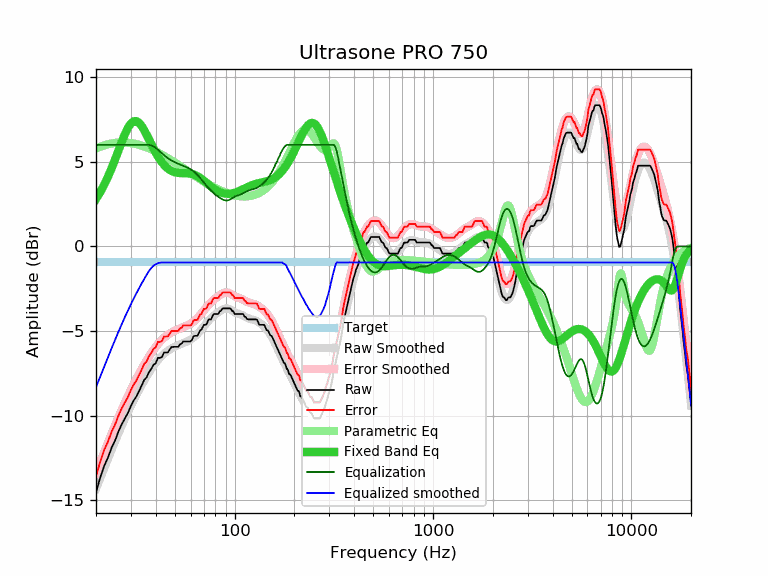 Ultrasone PRO 750
10
5
0
−5
−10
−15
Amplitude (dBr)
Target
Raw Smoothed
Error Smoothed
Raw
Error
Parametric Eq
Fixed Band Eq
Equalization
Equalized smoothed
100
1000
10000
Frequency (Hz)